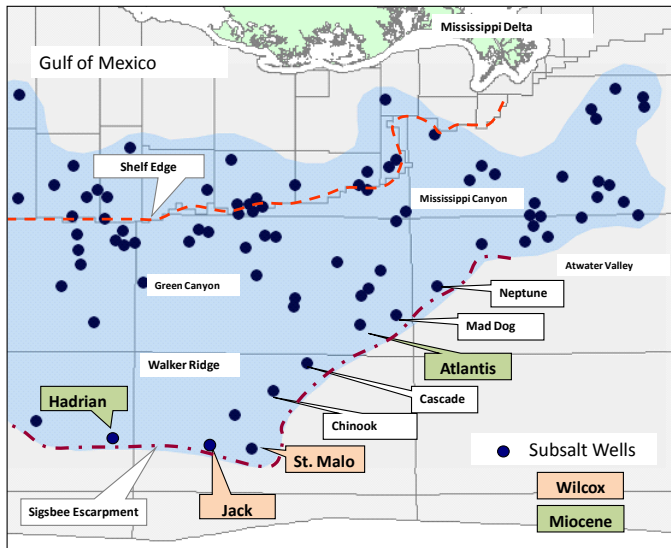 Mississippi Delta
Gulf of Mexico
Shelf Edge
Mississippi Canyon
Atwater Valley
Green Canyon
Neptune
Mad Dog
Walker Ridge
Atlantis
Hadrian
Cascade
Chinook
Subsalt Wells
St. Malo
Wilcox
Sigsbee Escarpment
Jack
Miocene